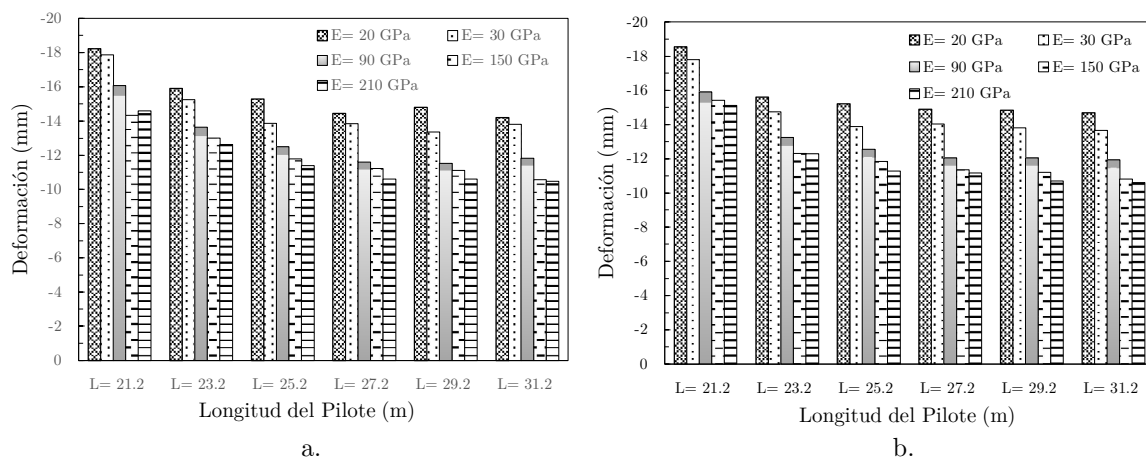 -20
-18
-16
-14
-12
-10
-8
-6
-4
-2
0
Deformación (mm)
E= 20 GPa
E= 30 GPa
E= 90 GPa
E= 150 GPa
E= 210 GPa
L= 21.2
L= 23.2
L= 25.2
L= 27.2
L= 29.2
L= 31.2
Longitud del Pilote (m)
a.
-20
-18
-16
-14
-12
-10
-8
-6
-4
-2
0
Deformación (mm)
E= 20 GPa
E= 30 GPa
E= 90 GPa
E= 150 GPa
E= 210 GPa
L= 21.2
L= 23.2
L= 25.2
L= 27.2
L= 29.2
L= 31.2
Longitud del Pilote (m)
b.